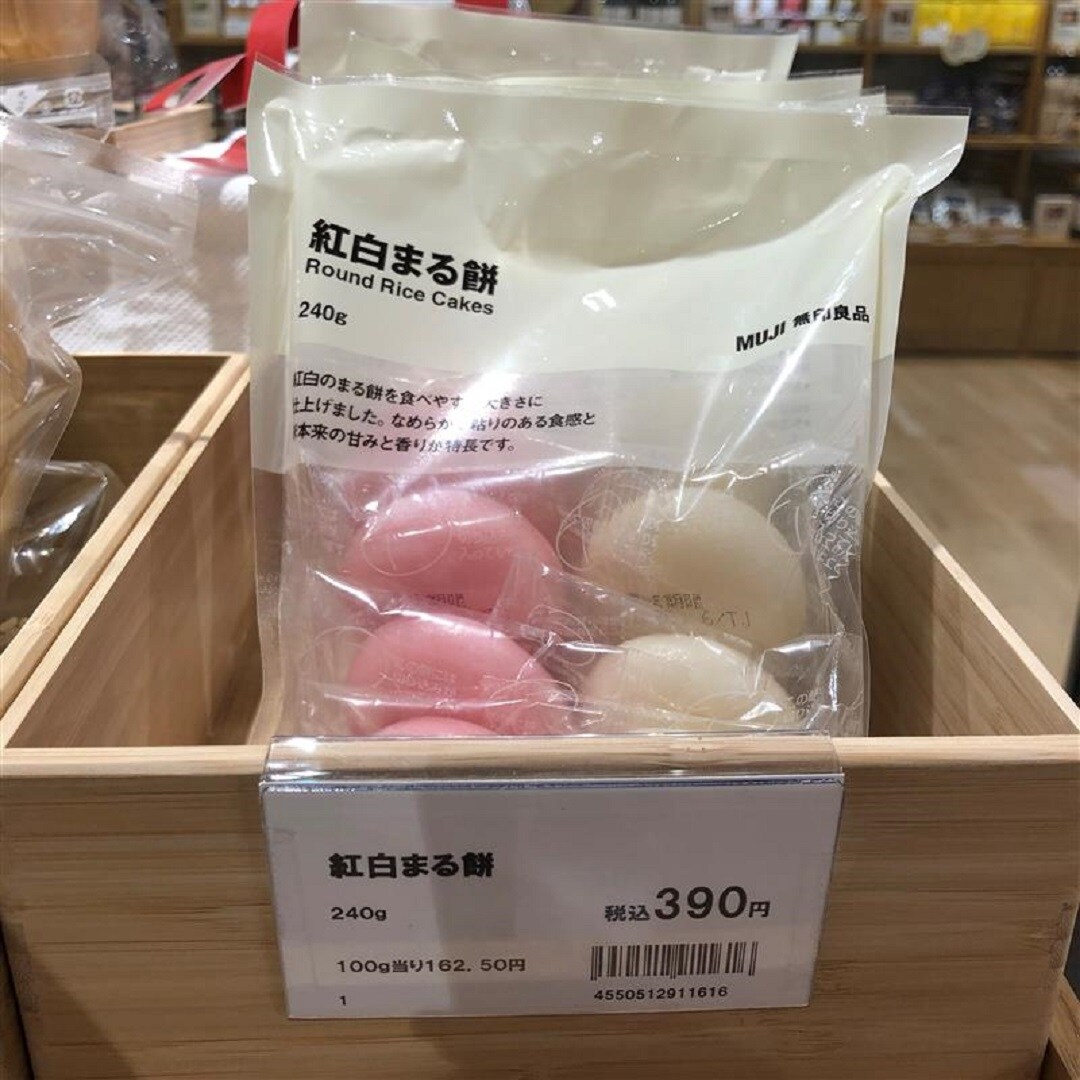 紅白まる餅
Round Rice Cakes
240g
MUJI 無印良品
紅白のまる餅を食べやす 大きさに
仕上げました。なめらか 粘りのある食感と
本来の甘みと香りが特長です。
紅白まる餅
240g
税込390円
100g当り162.50円
4550512911616
1